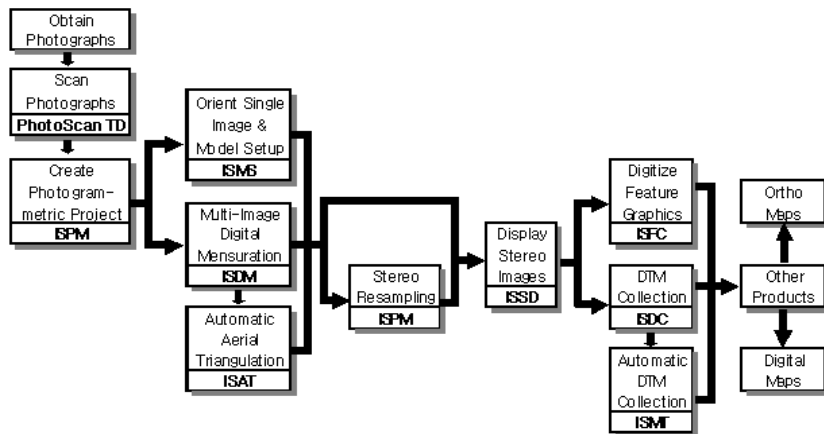 Obtain
Photographs
Scan
Photographs
PhotoScan TD
Create
Photogram-
metric Project
ISPM
Orient Single
Image &
Model Setup
ISMS
Multi-Image
Digital
Mensuration
ISDM
Automatic
Aerial
Triangulation
ISAT
Stereo
Resampling
ISPM
Display
Stereo
Images
ISSD
Digitize
Feature
Graphics
ISFC
DTM
Collection
ISDC
Automatic
DTM
Collection
ISMT
Ortho
Maps
Other
Products
Digital
Maps